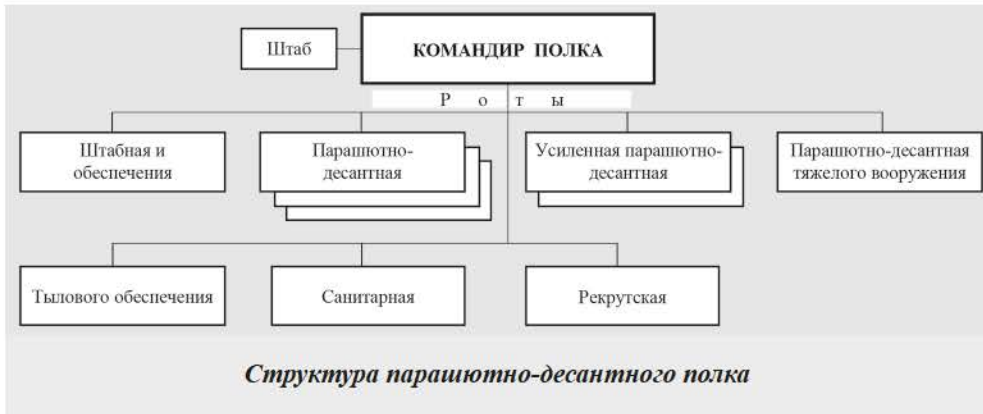 Штаб
КОМАНДИР ПОЛКА
Р о т ы
Штабная и
обеспечения
Парашютно-
десантная
Усиленная парашютно-
десантная
Парашютно-десантная
тяжелого вооружения
Тылового обеспечения
Санитарная
Рекрутская
Структура парашютно-десантного полка